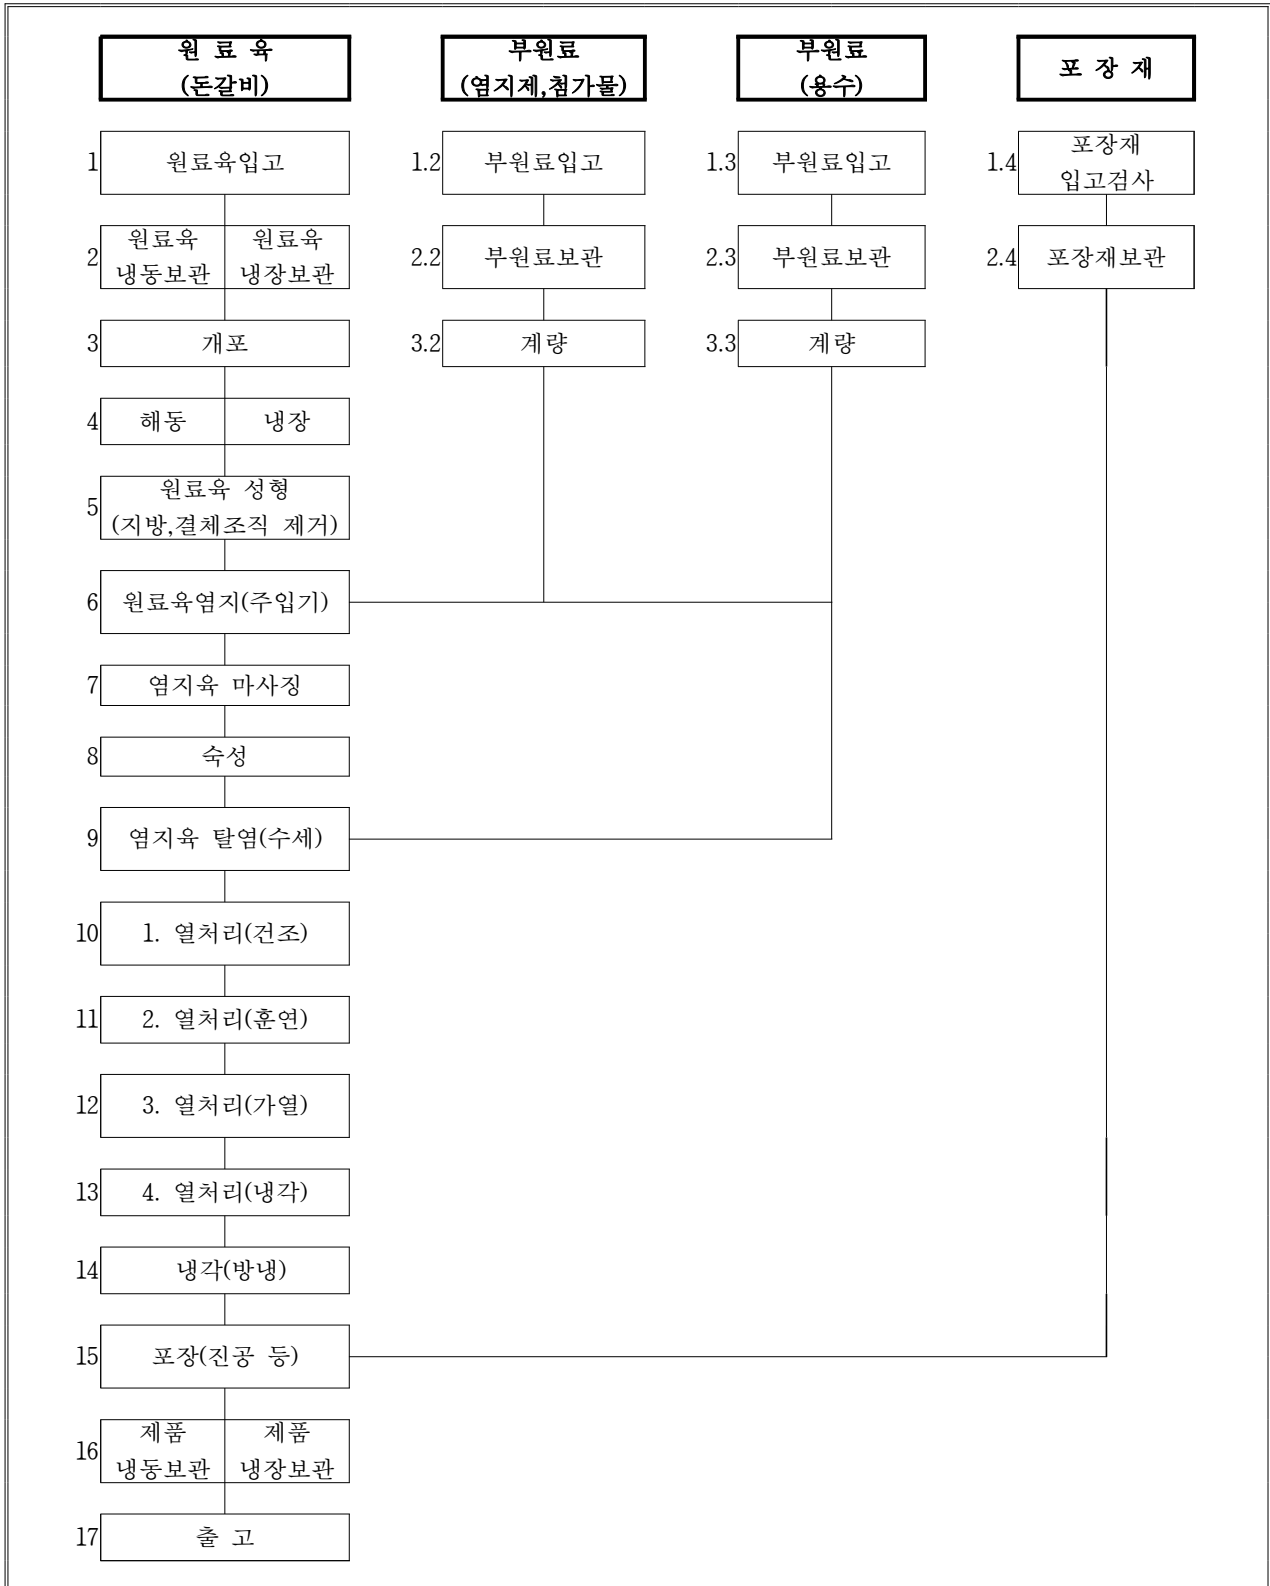 원 료 육
(돈갈비)
부원료
(염지제,첨가물)
부원료
(용수)
포 장 재
1 원료육입고
1.2 부원료입고
1.3 부원료입고
1.4 포장재
입고검사
2 원료육
냉동보관
원료육
냉장보관
2.2 부원료보관
2.3 부원료보관
2.4 포장재보관
3 개포
3.2 계량
3.3 계량
4 해동 냉장
5 원료육 성형
(지방,결체조직 제거)
6 원료육염지(주입기)
7 염지육 마사징
8 숙성
9 염지육 탈염(수세)
10 1. 열처리(건조)
11 2. 열처리(훈연)
12 3. 열처리(가열)
13 4. 열처리(냉각)
14 냉각(방냉)
15 포장(진공 등)
16 제품
냉동보관
제품
냉장보관
17 출 고